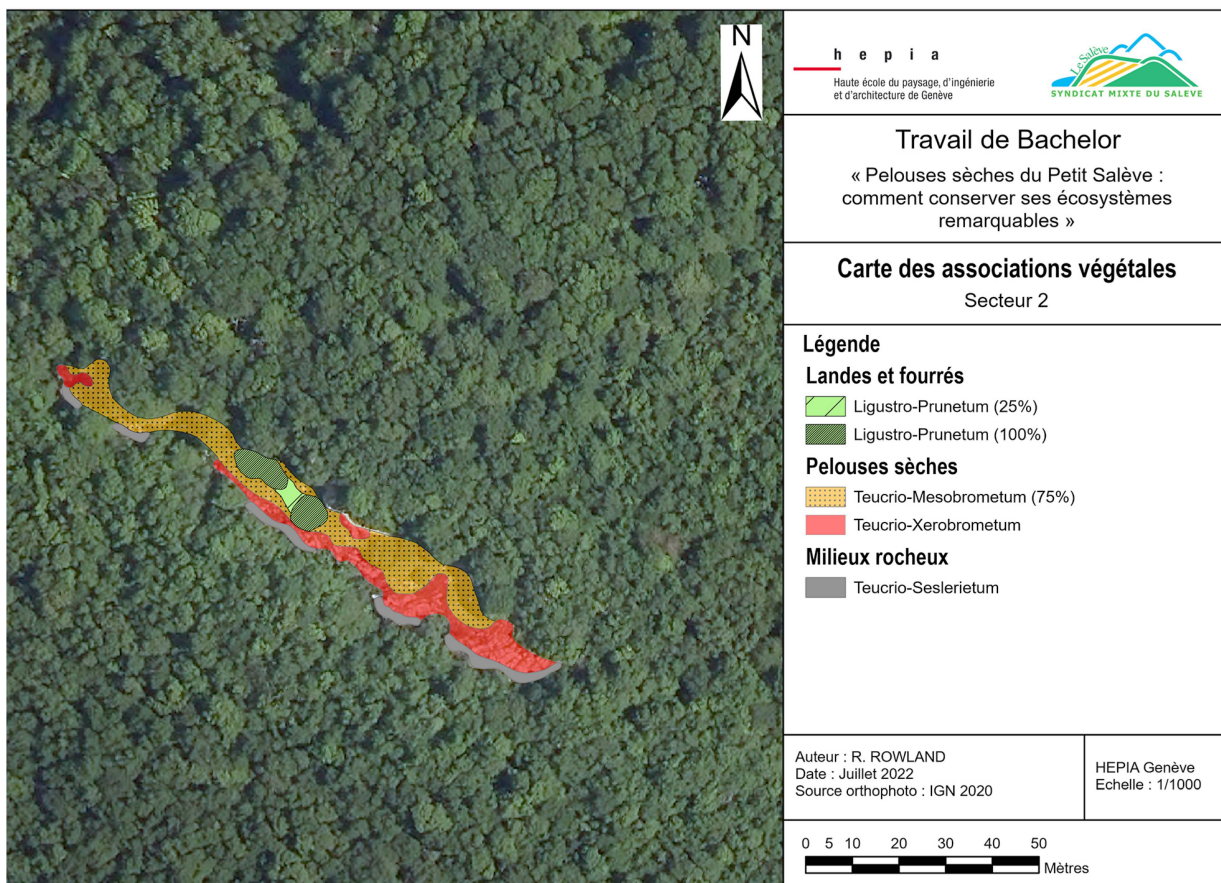 N
h e p i a
Haute école du paysage, d'ingénierie
et d'architecture de Genève
Le Salève
SYNDICAT MIXTE DU SALEVE
Travail de Bachelor
« Pelouses sèches du Petit Salève :
comment conserver ses écosystèmes
remarquables »
Carte des associations végétales
Secteur 2
Légende
Landes et fourrés
Ligustro-Prunetum (25%)
Ligustro-Prunetum (100%)
Pelouses sèches
Teucrio-Mesobrometum (75%)
Teucrio-Xerobrometum
Milieux rocheux
Teucrio-Seslerietum
Auteur : R. ROWLAND
Date : Juillet 2022
Source orthophoto : IGN 2020
HEPIA Genève
Echelle : 1/1000
0 5 10 20 30 40 50
Mètres